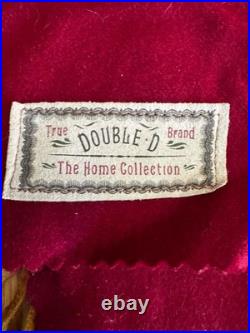 True DOUBLE·D Brand
The Home Collection